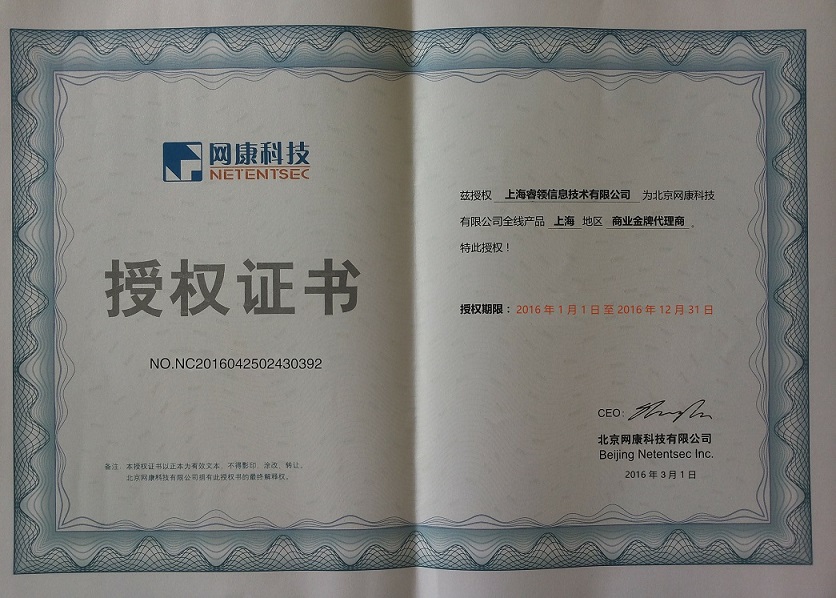 网康科技
NETENTSEC
授权证书
NO.NC2016042502430392
备注：本授权证书以正本为有效文本，不得影印、涂改、转让。
北京网康科技有限公司拥有此授权书的最终解释权。
兹授权 上海睿领信息技术有限公司 为北京网康科技
有限公司全线产品 上海 地区 商业金牌代理商 。
特此授权！
授权期限：2016年1月1日至2016年12月31日
CEO:
北京网康科技有限公司
Beijing Netentsec Inc.
2016年3月1日